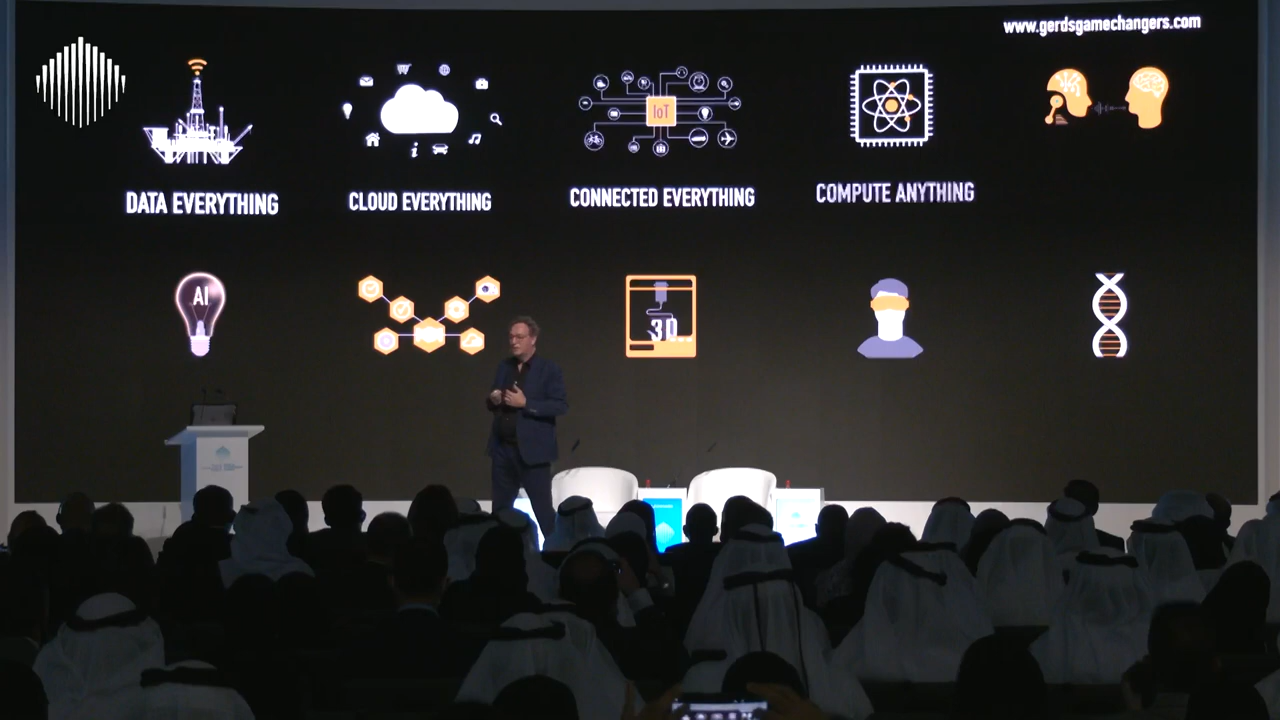 www.gerdsgamechangers.com
IoT
DATA EVERYTHING
CLOUD EVERYTHING
CONNECTED EVERYTHING
COMPUTE ANYTHING
AI
3D